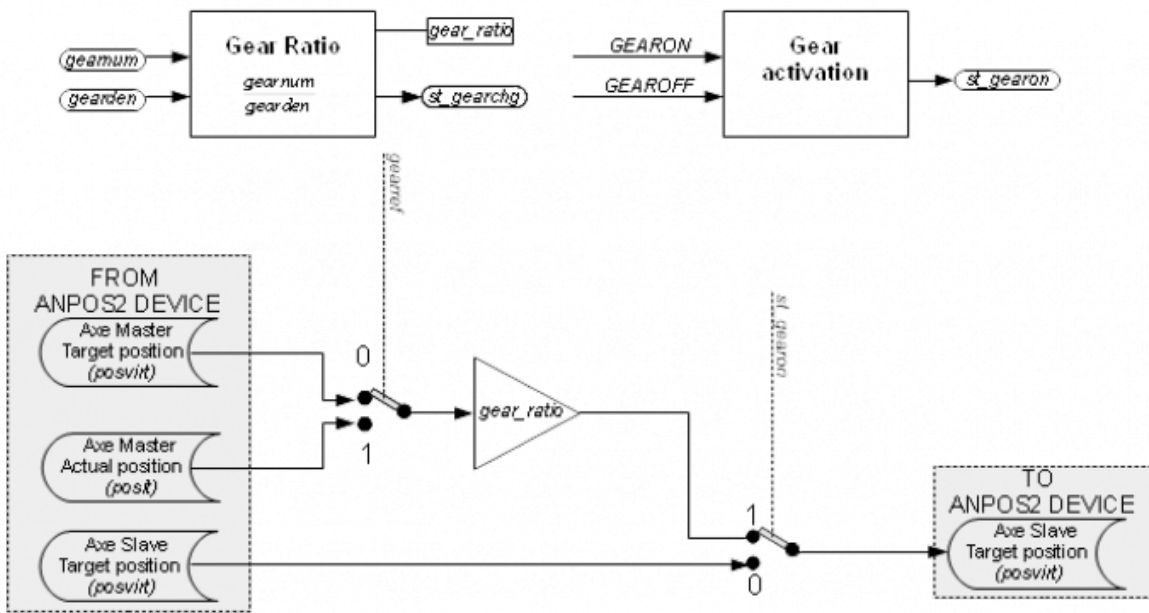 Gear Ratio
gearnum
gearden
gearnum
gearden
gear_ratio
st_gearchg
GEARON
GEAROFF
Gear
activation
st_gearon
gearref
st_gearon
FROM
ANPOS2 DEVICE
Axe Master
Target position
(posvirt)
Axe Master
Actual position
(posit)
Axe Slave
Target position
(posvirt)
0
1
gear_ratio
1
0
TO
ANPOS2 DEVICE
Axe Slave
Target position
(posvirt)